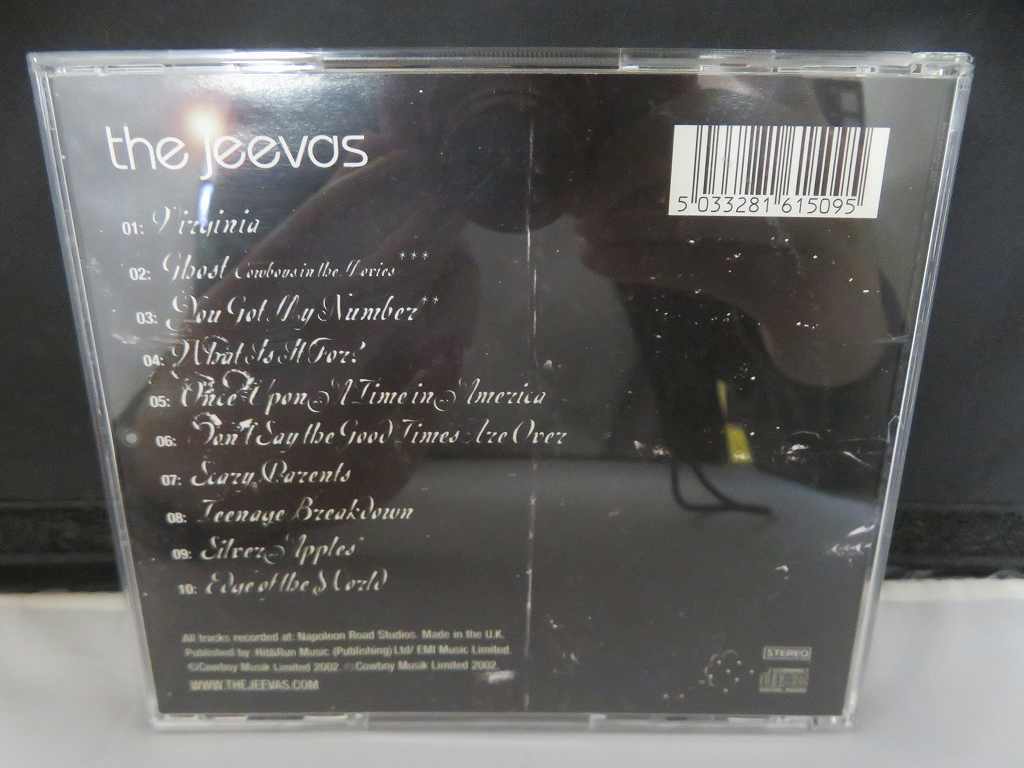 the jeevas
5 033281 615095
01: Virginia
02: Ghost Cowboys in the Movies***
03: You Got My Number**
04: What Is It For?
05: Once Upon A Time in America
06: Don't Say the Good Times Are Over
07: Scary Parents
08: Teenage Breakdown
09: Silver Apples*
10: Edge of the World
All tracks recorded at: Napoleon Road Studios. Made in the U.K.
Published by Hit&Run Music (Publishing) Ltd/ EMI Music Limited.
©Cowboy Musik Limited 2002. ℗Cowboy Musik Limited 2002.
WWW.THEJEEVAS.COM
STEREO